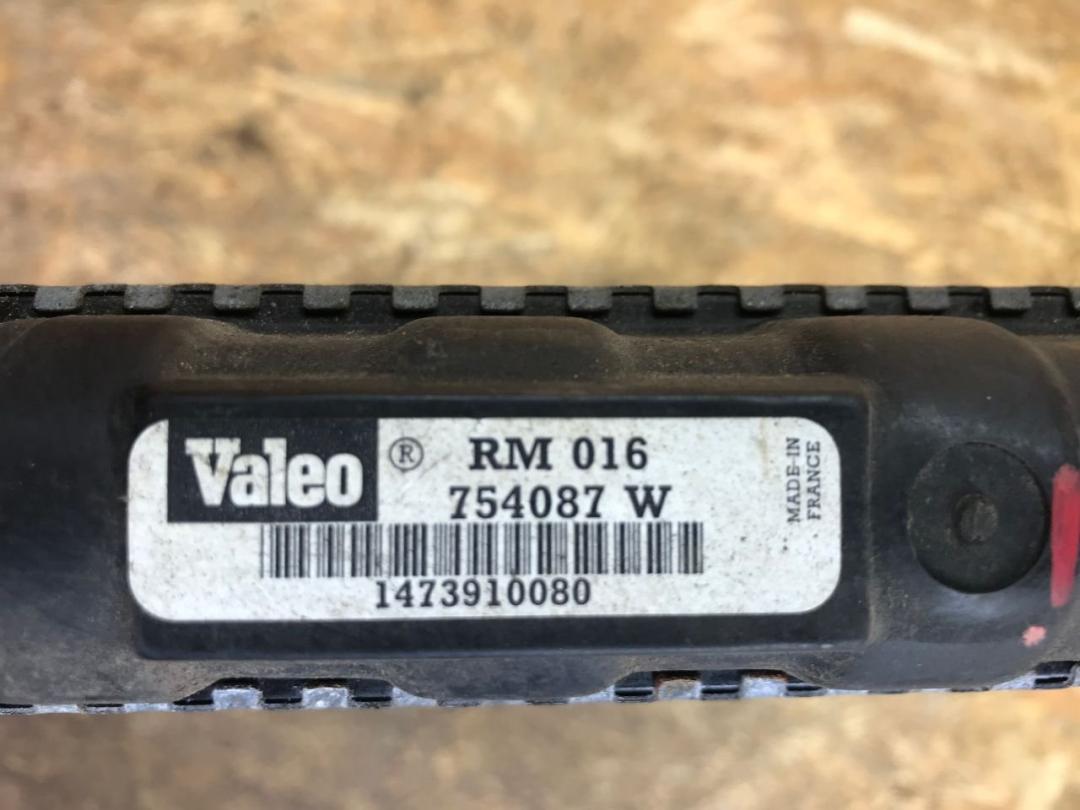 Valeo ® RM 016
754087 W
1473910080
MADE IN
FRANCE